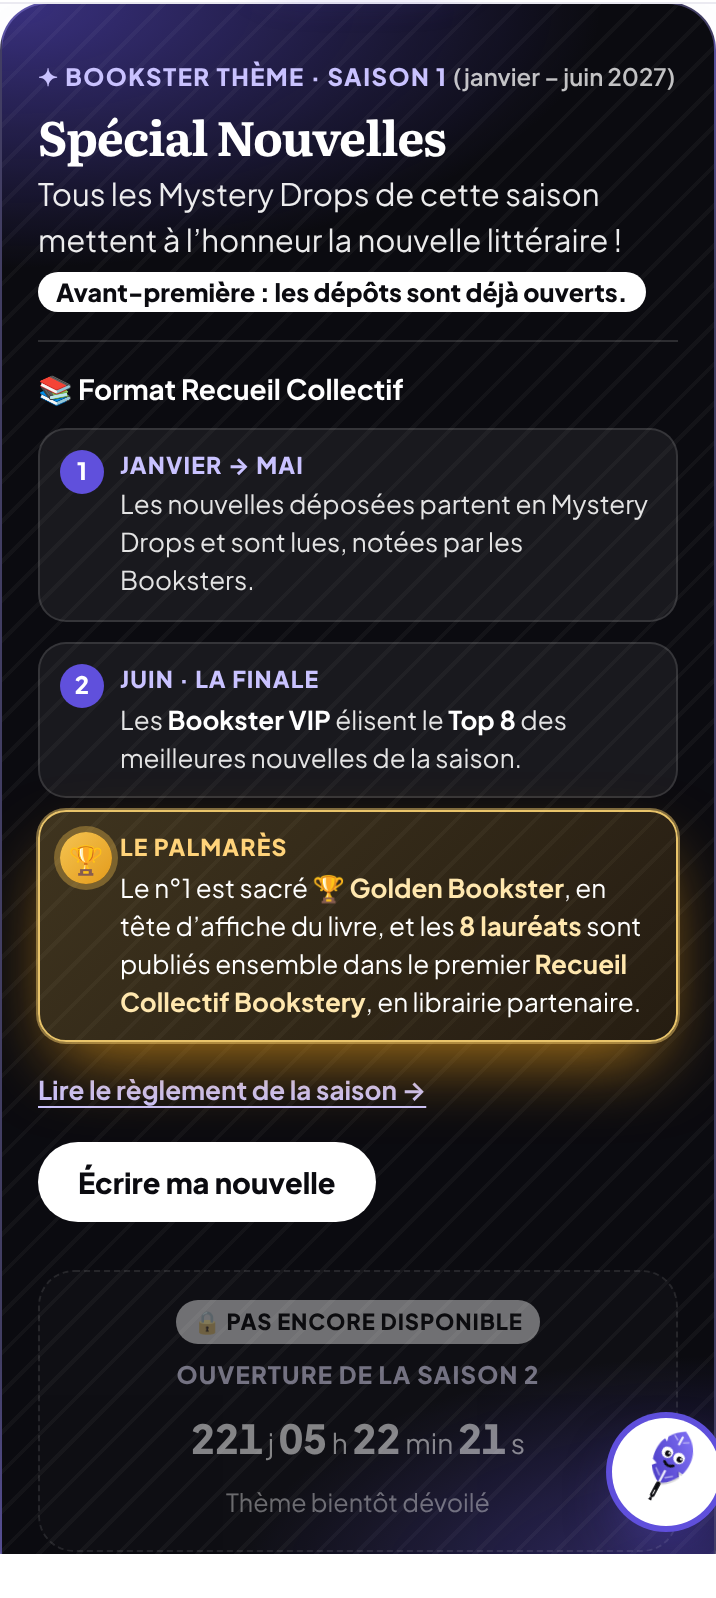 ✦ BOOKSTER THÈME · SAISON 1 (janvier – juin 2027)
Spécial Nouvelles
Tous les Mystery Drops de cette saison
mettent à l’honneur la nouvelle littéraire !
Avant-première : les dépôts sont déjà ouverts.
📚 Format Recueil Collectif
1 JANVIER → MAI
Les nouvelles déposées partent en Mystery
Drops et sont lues, notées par les
Booksters.
2 JUIN · LA FINALE
Les Bookster VIP élisent le Top 8 des
meilleures nouvelles de la saison.
🏆 LE PALMARÈS
Le n°1 est sacré 🏆 Golden Bookster, en
tête d’affiche du livre, et les 8 lauréats sont
publiés ensemble dans le premier Recueil
Collectif Bookstery, en librairie partenaire.
Lire le règlement de la saison →
Écrire ma nouvelle
🔒 PAS ENCORE DISPONIBLE
OUVERTURE DE LA SAISON 2
221 j 05 h 22 min 21 s
Thème bientôt dévoilé